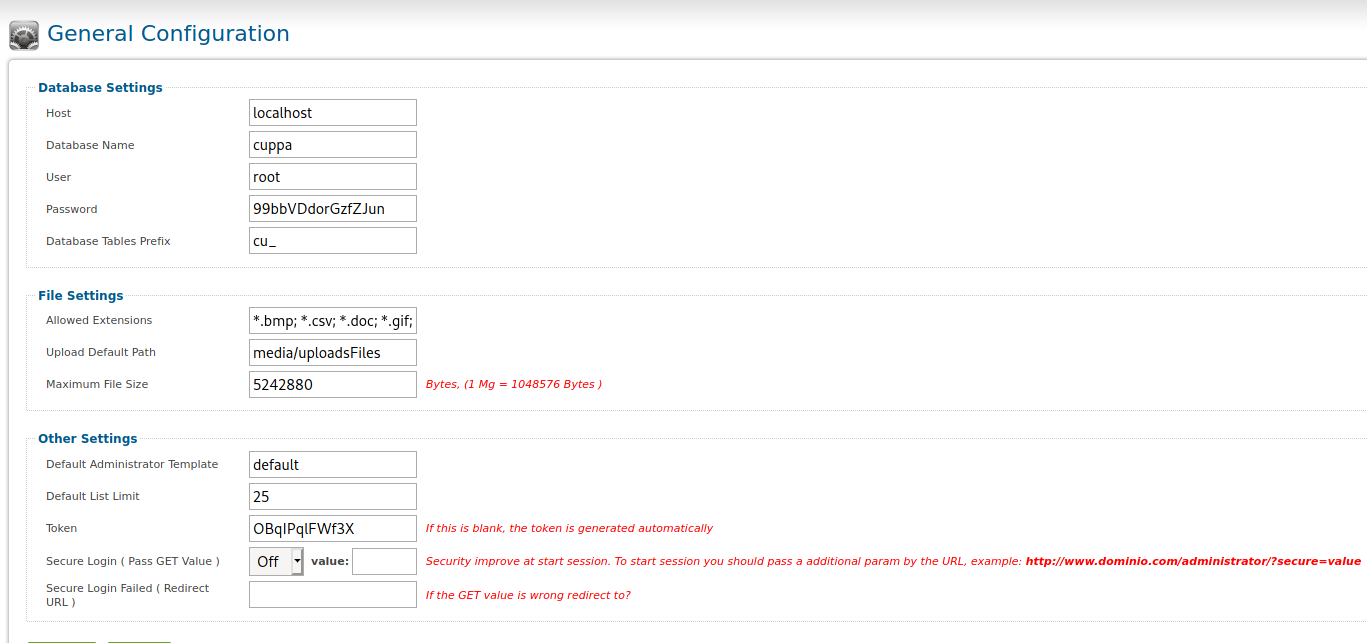 General Configuration
Database Settings
Host localhost
Database Name cuppa
User root
Password 99bbVDdorGzfZJun
Database Tables Prefix cu_
File Settings
Allowed Extensions *.bmp; *.csv; *.doc; *.gif;
Upload Default Path media/uploadsFiles
Maximum File Size 5242880 Bytes, (1 Mg = 1048576 Bytes )
Other Settings
Default Administrator Template default
Default List Limit 25
Token OBqIPqlFWf3X If this is blank, the token is generated automatically
Secure Login ( Pass GET Value ) Off value: Security improve at start session. To start session you should pass a additional param by the URL, example: http://www.dominio.com/administrator/?secure=value
Secure Login Failed ( Redirect
URL ) If the GET value is wrong redirect to?